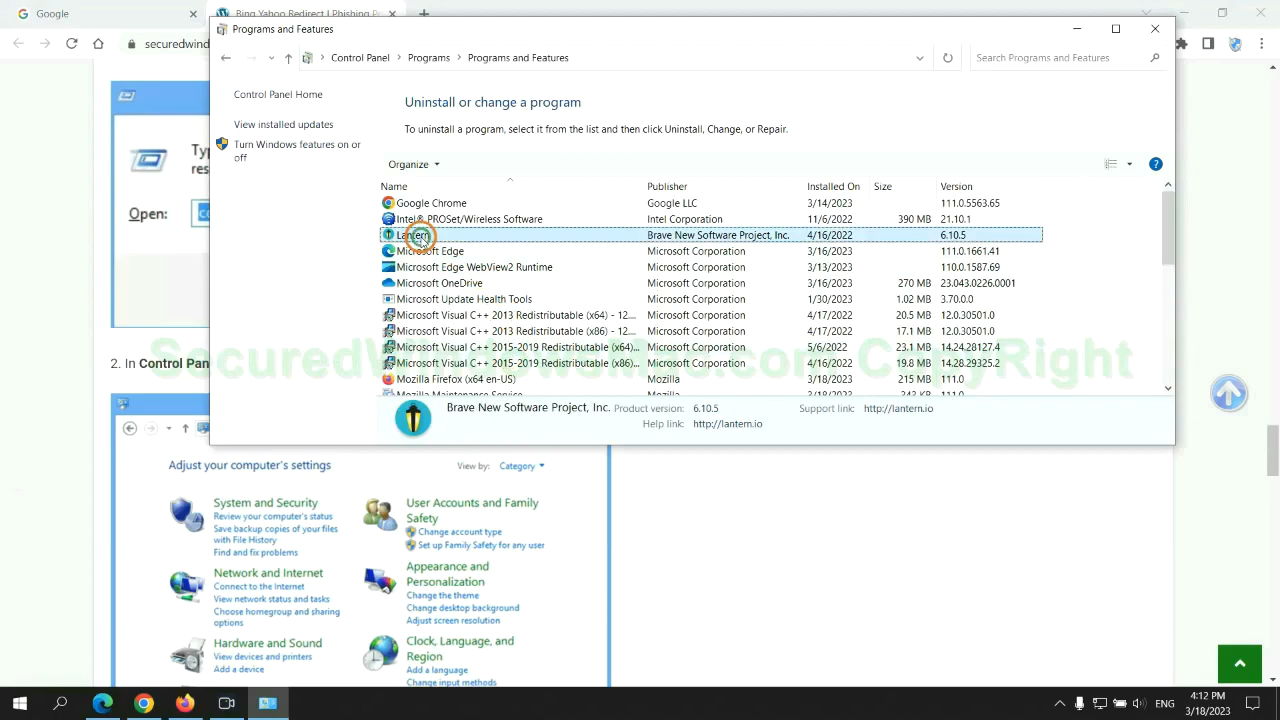 Google
Bing Yahoo Redirect | Phishing P
Programs and Features
securedwind
Control Panel
Programs
Programs and Features
Search Programs and Features
Control Panel Home
Uninstall or change a program
View installed updates
To uninstall a program, select it from the list and then click Uninstall, Change, or Repair.
Turn Windows features on or
off
Organize
Name Publisher Installed On Size Version
Google Chrome Google LLC 3/14/2023 111.0.5563.65
Intel® PROSet/Wireless Software Intel Corporation 11/6/2022 390 MB 21.10.1
Lantern Brave New Software Project, Inc. 4/16/2022 6.10.5
Microsoft Edge Microsoft Corporation 3/16/2023 111.0.1661.41
Microsoft Edge WebView2 Runtime Microsoft Corporation 3/13/2023 110.0.1587.69
Microsoft OneDrive Microsoft Corporation 3/16/2023 270 MB 23.043.0226.0001
Microsoft Update Health Tools Microsoft Corporation 1/30/2023 1.02 MB 3.70.0.0
Microsoft Visual C++ 2013 Redistributable (x64) - 12.... Microsoft Corporation 4/17/2022 20.5 MB 12.0.30501.0
Microsoft Visual C++ 2013 Redistributable (x86) - 12.... Microsoft Corporation 4/17/2022 17.1 MB 12.0.30501.0
Microsoft Visual C++ 2015-2019 Redistributable (x64)... Microsoft Corporation 5/6/2022 23.1 MB 14.24.28127.4
Microsoft Visual C++ 2015-2019 Redistributable (x86)... Microsoft Corporation 4/16/2022 19.8 MB 14.28.29325.2
Mozilla Firefox (x64 en-US) Mozilla 3/18/2023 215 MB 111.0
Mozilla Maintenance Service Mozilla 3/18/2023 343 KB 111.0
Brave New Software Project, Inc. Product version: 6.10.5 Support link: http://lantern.io
Help link: http://lantern.io
Ty
res
Open: co
2. In Control Pan
Adjust your computer's settings
View by: Category
System and Security
Review your computer's status
Save backup copies of your files
with File History
Find and fix problems
User Accounts and Family
Safety
Change account type
Set up Family Safety for any user
Network and Internet
Connect to the Internet
View network status and tasks
Choose homegroup and sharing
options
Appearance and
Personalization
Change the theme
Change desktop background
Adjust screen resolution
Hardware and Sound
View devices and printers
Add a device
Clock, Language, and
Region
Add a language
Change input methods
ENG
4:12 PM
3/18/2023